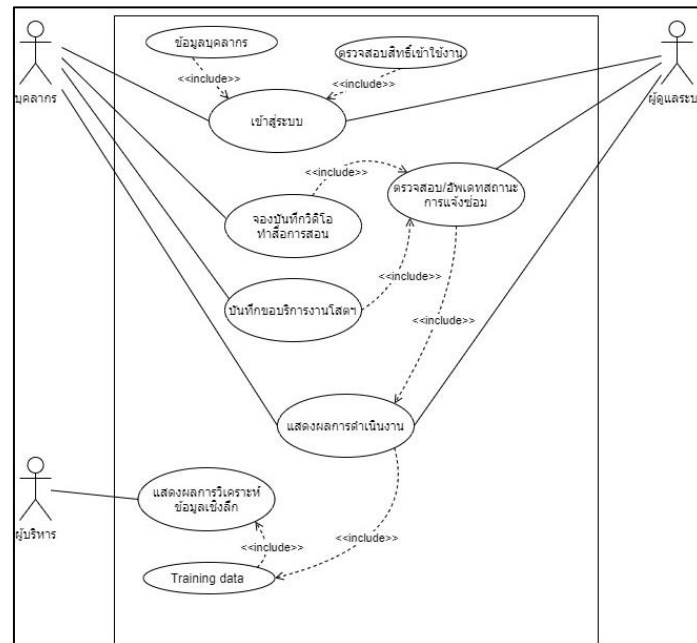 ข้อมูลบุคลากร
ตรวจสอบสิทธิ์เข้าใช้งาน
<<include>>
<<include>>
บุคลากร
ผู้ดูแลระบ
เข้าสู่ระบบ
<<include>>
ตรวจสอบ/อัพเดทสถานะ
การแจ้งซ่อม
จองบันทึกวิดิโอ
ทำสื่อการสอน
<<include>>
บันทึกขอบริการงานโสตฯ
<<include>>
แสดงผลการดำเนินงาน
แสดงผลการวิเคราะห์
ข้อมูลเชิงลึก
ผู้บริหาร
<<include>>
<<include>>
Training data